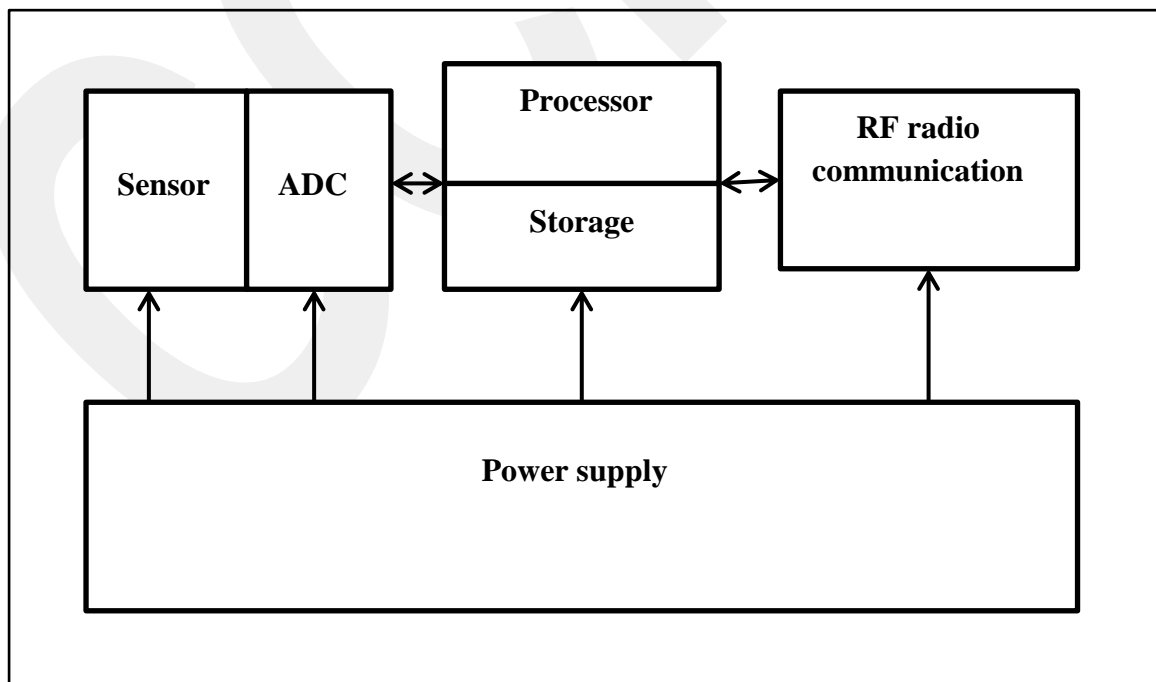 Processor
RF radio
communication
Sensor
ADC
Storage
Power supply